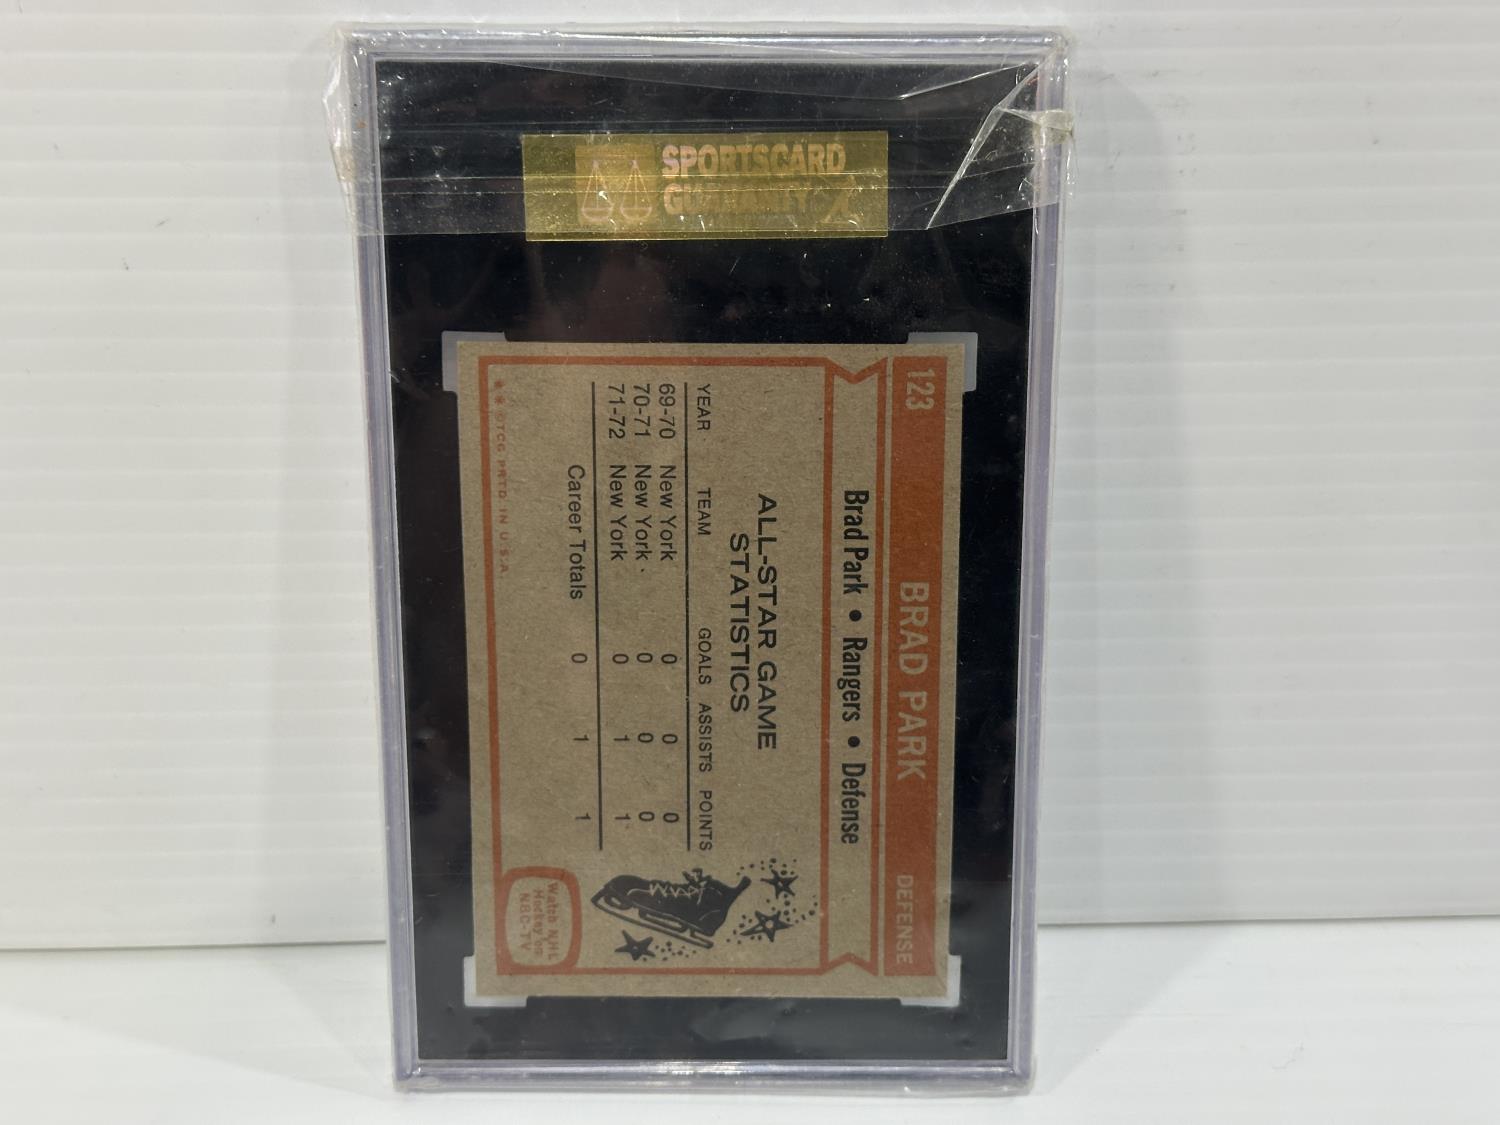 SPORTSCARD
GUARANTY
123 BRAD PARK DEFENSE
Brad Park • Rangers • Defense
ALL-STAR GAME
STATISTICS
YEAR TEAM GOALS ASSISTS POINTS
69-70 New York 0 0 0
70-71 New York 0 0 0
71-72 New York 0 1 1
Career Totals 0 1 1
Watch NHL
Hockey on
NBC-TV
* * ©TCG PRTD. IN U.S.A.